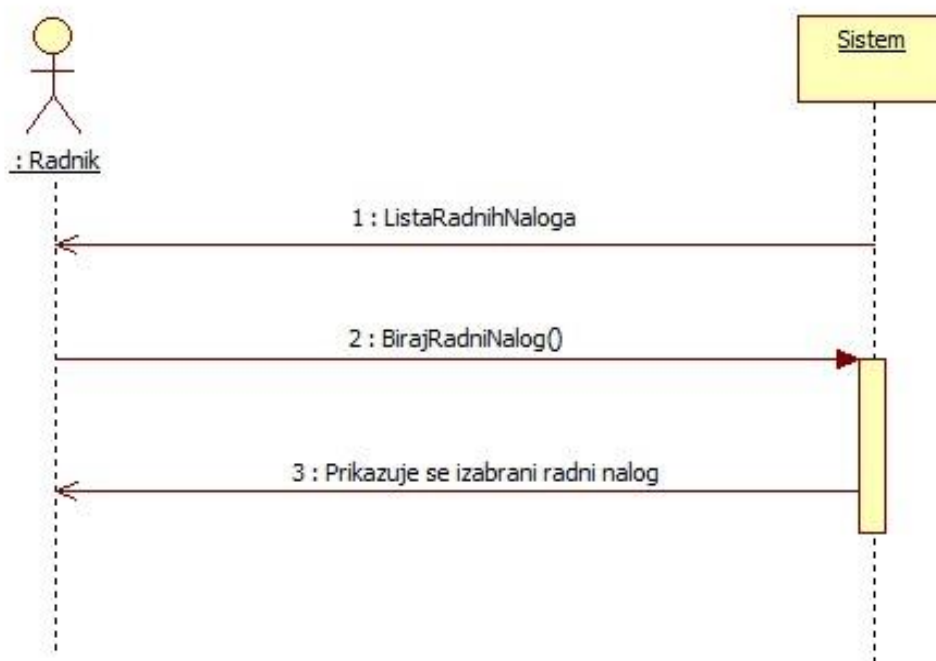 Sistem
: Radnik
1 : ListaRadnihNaloga
2 : BirajRadniNalog()
3 : Prikazuje se izabrani radni nalog